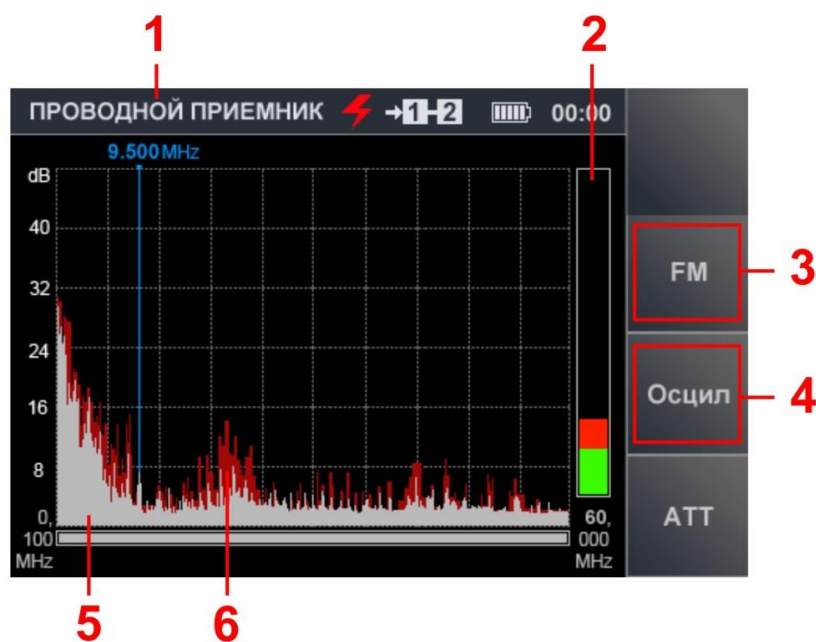 1
2
ПРОВОДНОЙ ПРИЕМНИК →1-2 00:00
9.500 MHz
dB
40
32
24
16
8
0,
100
MHz
60,
000
MHz
FM
3
Осцил
4
ATT
5
6